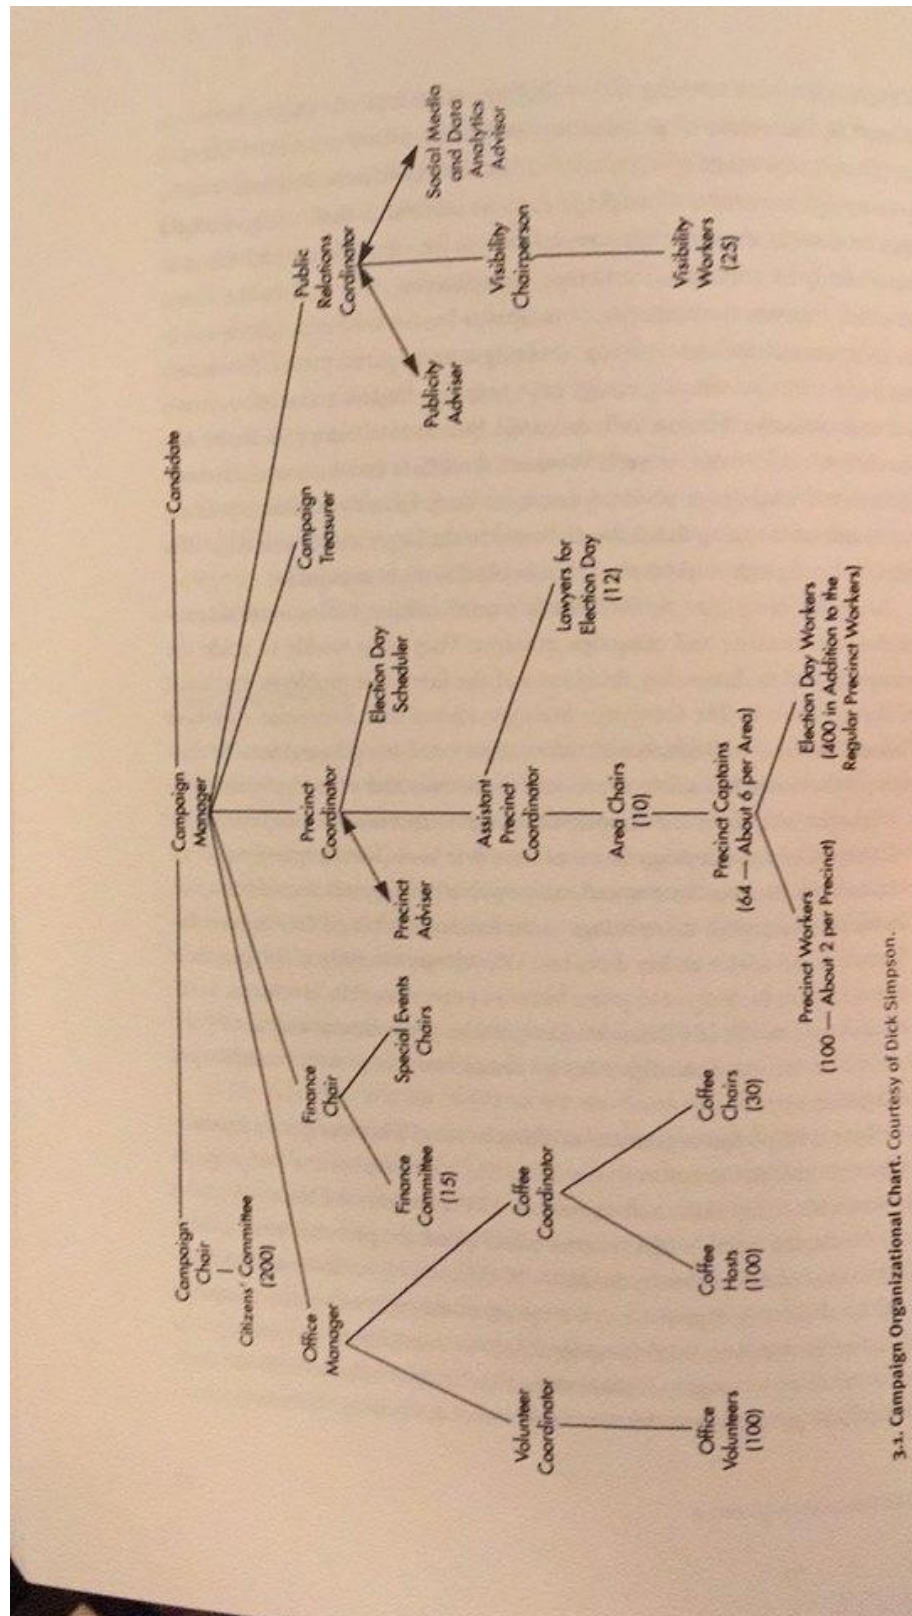 Campaign
Chair
Citizens' Committee
(200)
Campaign
Manager
Candidate
Office
Manager
Finance
Chair
Precinct
Coordinator
Campaign
Treasurer
Public
Relations
Cordinator
Finance
Committee
(15)
Special Events
Chairs
Precinct
Adviser
Election Day
Scheduler
Publicity
Adviser
Social Media
and Data
Analytics
Advisor
Volunteer
Coordinator
Coffee
Coordinator
Assistant
Precinct
Coordinator
Visibility
Chairperson
Lawyers for
Election Day
(12)
Area Chairs
(10)
Office
Volunteers
(100)
Coffee
Hosts
(100)
Coffee
Chairs
(30)
Precinct Captains
(64 — About 6 per Area)
Visibility
Workers
(25)
Precinct Workers
(100 — About 2 per Precinct)
Election Day Workers
(400 in Addition to the
Regular Precinct Workers)
3.1. Campaign Organizational Chart. Courtesy of Dick Simpson.